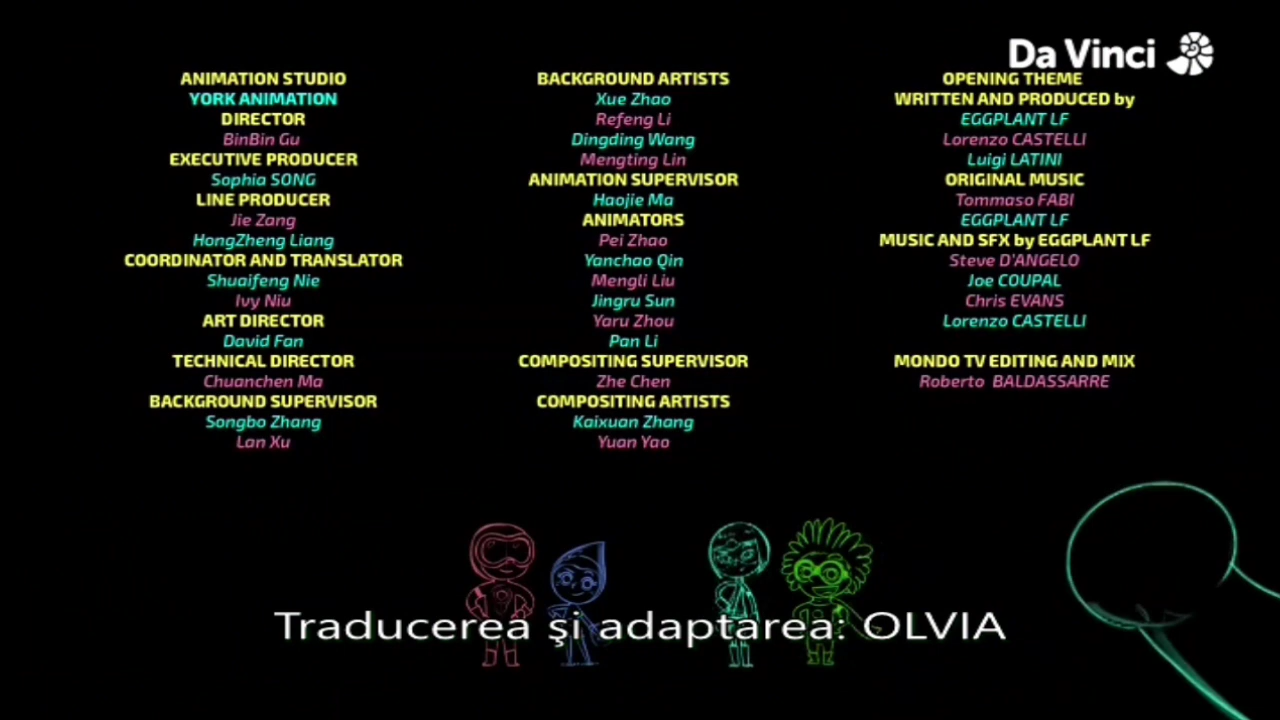 Da Vinci
ANIMATION STUDIO
YORK ANIMATION
DIRECTOR
BinBin Gu
EXECUTIVE PRODUCER
Sophia SONG
LINE PRODUCER
Jie Zang
HongZheng Liang
COORDINATOR AND TRANSLATOR
Shuaifeng Nie
Ivy Niu
ART DIRECTOR
David Fan
TECHNICAL DIRECTOR
Chuanchen Ma
BACKGROUND SUPERVISOR
Songbo Zhang
Lan Xu
BACKGROUND ARTISTS
Xue Zhao
Refeng Li
Dingding Wang
Mengting Lin
ANIMATION SUPERVISOR
Haojie Ma
ANIMATORS
Pei Zhao
Yanchao Qin
Mengli Liu
Jingru Sun
Yaru Zhou
Pan Li
COMPOSITING SUPERVISOR
Zhe Chen
COMPOSITING ARTISTS
Kaixuan Zhang
Yuan Yao
OPENING THEME
WRITTEN AND PRODUCED by
EGGPLANT LF
Lorenzo CASTELLI
Luigi LATINI
ORIGINAL MUSIC
Tommaso FABI
EGGPLANT LF
MUSIC AND SFX by EGGPLANT LF
Steve D'ANGELO
Joe COUPAL
Chris EVANS
Lorenzo CASTELLI
MONDO TV EDITING AND MIX
Roberto BALDASSARRE
Traducerea şi adaptarea: OLVIA